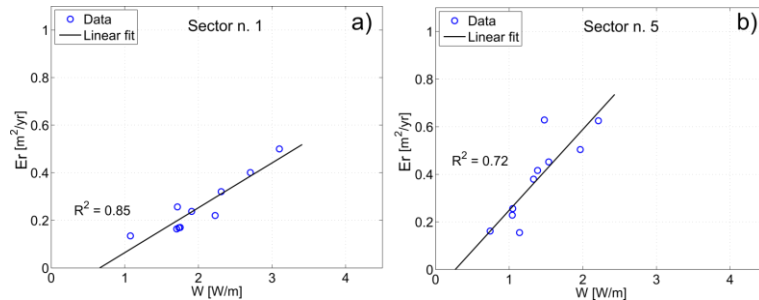 Data
Linear fit
Sector n. 1
a)
1
0.8
0.6
0.4
0.2
0
Er [m²/yr]
R² = 0.85
0 1 2 3 4
W [W/m]
Data
Linear fit
Sector n. 5
b)
1
0.8
0.6
0.4
0.2
0
Er [m²/yr]
R² = 0.72
0 1 2 3 4
W [W/m]